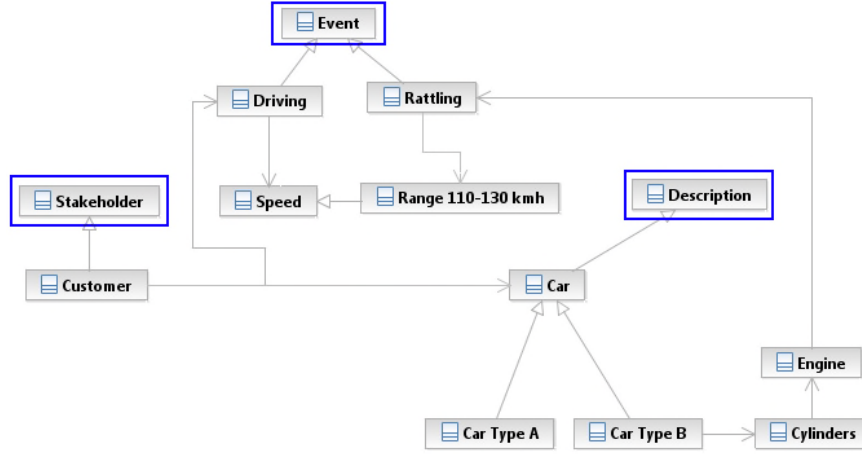 Event
Driving
Rattling
Stakeholder
Speed
Range 110-130 kmh
Description
Customer
Car
Engine
Car Type A
Car Type B
Cylinders